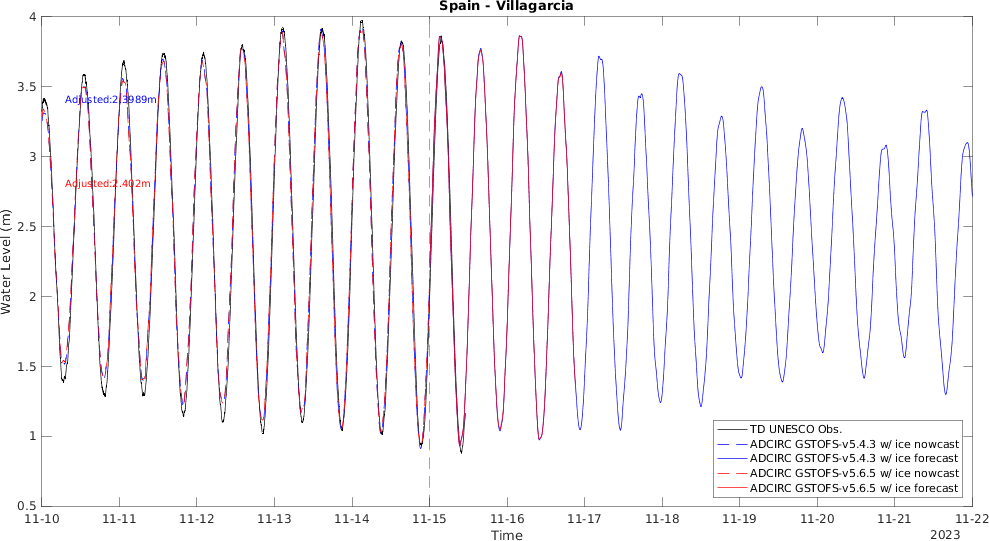 Spain - Villagarcia
4
3.5
3
2.5
2
1.5
1
0.5
Water Level (m)
Adjusted:2.3989m
Adjusted:2.402m
TD UNESCO Obs.
ADCIRC GSTOFS-v5.4.3 w/ ice nowcast
ADCIRC GSTOFS-v5.4.3 w/ ice forecast
ADCIRC GSTOFS-v5.6.5 w/ ice nowcast
ADCIRC GSTOFS-v5.6.5 w/ ice forecast
11-10 11-11 11-12 11-13 11-14 11-15 11-16 11-17 11-18 11-19 11-20 11-21 11-22
Time
2023